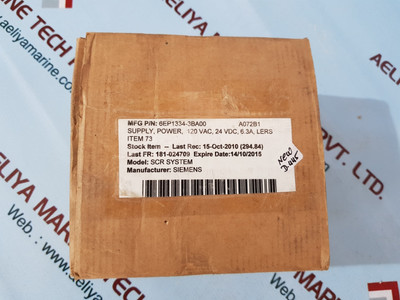 MFG P/N: 6EP1334-3BA00 A072B1
SUPPLY, POWER, 120 VAC, 24 VDC, 6.3A, LERS
ITEM 73
Stock Item -- Last Rec: 15-Oct-2010 (294.84)
Last FR: 181-024709 Expire Date:14/10/2015
Model: SCR SYSTEM
Manufacturer: SIEMENS
NEW
www.aeliyamarine.com
AELIYA MARINE TECH PVT. LTD.